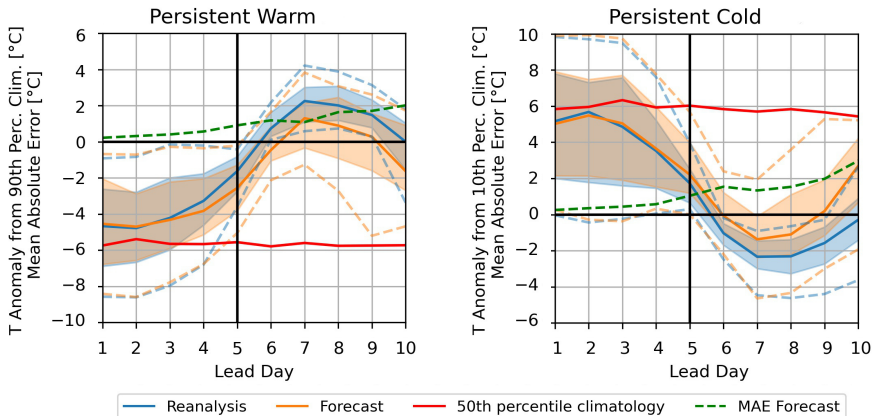 Persistent Warm
T Anomaly from 90th Perc. Clim. [°C]
Mean Absolute Error [°C]
6
4
2
0
−2
−4
−6
−8
−10
1 2 3 4 5 6 7 8 9 10
Lead Day
Persistent Cold
T Anomaly from 10th Perc. Clim. [°C]
Mean Absolute Error [°C]
10
8
6
4
2
0
−2
−4
−6
1 2 3 4 5 6 7 8 9 10
Lead Day
Reanalysis Forecast 50th percentile climatology MAE Forecast